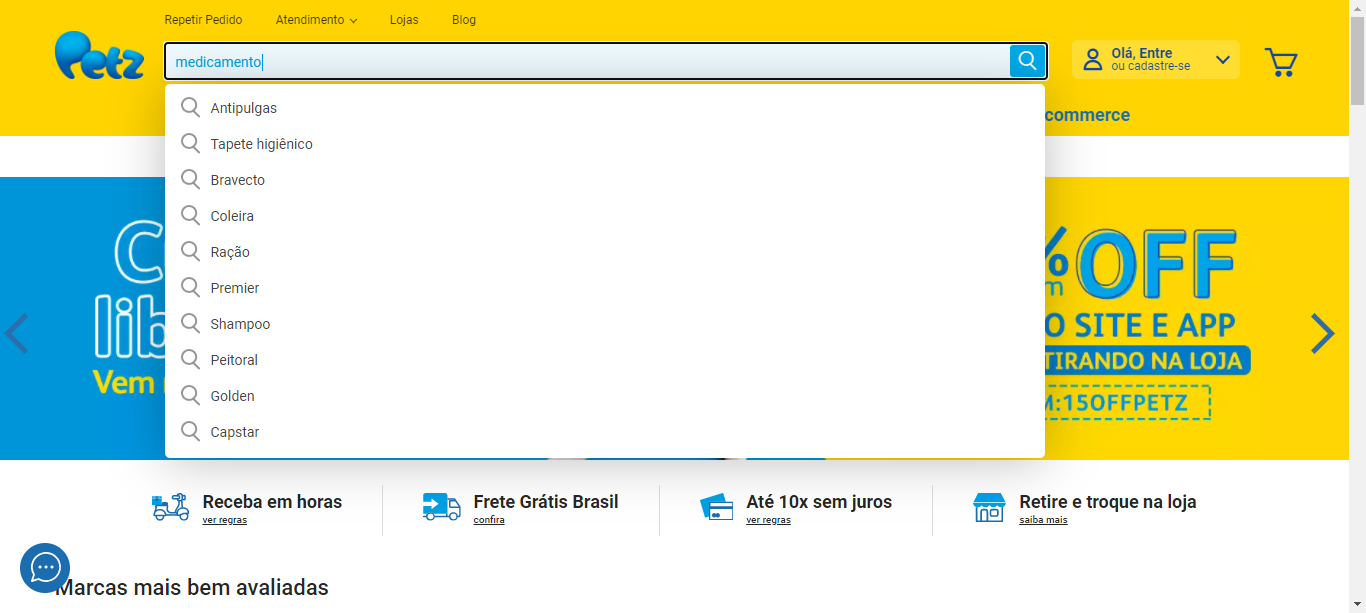 Repetir Pedido Atendimento Lojas Blog
Petz
medicamento
Olá, Entre
ou cadastre-se
commerce
Antipulgas
Tapete higiênico
Bravecto
Coleira
Ração
Premier
Shampoo
Peitoral
Golden
Capstar
C
lib
Vem
% OFF
m
O SITE E APP
TIRANDO NA LOJA
M:15OFFPETZ
Receba em horas
ver regras
Frete Grátis Brasil
confira
Até 10x sem juros
ver regras
Retire e troque na loja
saiba mais
Marcas mais bem avaliadas